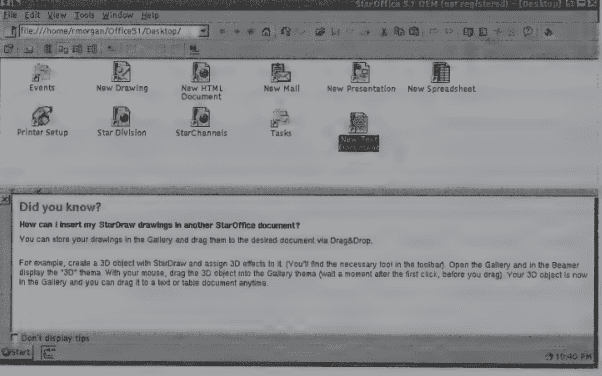 StarOffice 5.1 OEM (not registered) - [Desktop]
File Edit View Tools Window Help
file:///home/rmorgan/Office51/Desktop/
Events New Drawing New HTML Document New Mail New Presentation New Spreadsheet
Printer Setup Star Division StarChannels Tasks New Text Document
Did you know?
How can I insert my StarDraw drawings in another StarOffice document?
You can store your drawings in the Gallery and drag them to the desired document via Drag&Drop.
For example, create a 3D object with StarDraw and assign 3D effects to it. (You'll find the necessary tool in the toolbar). Open the Gallery and in the Beamer
display the "3D" thema. With your mouse, drag the 3D object into the Gallery thema (wait a moment after the first click, before you drag). Your 3D object is now
in the Gallery and you can drag it to a text or table document anytime.
Don't display tips
Start
10:40 PM